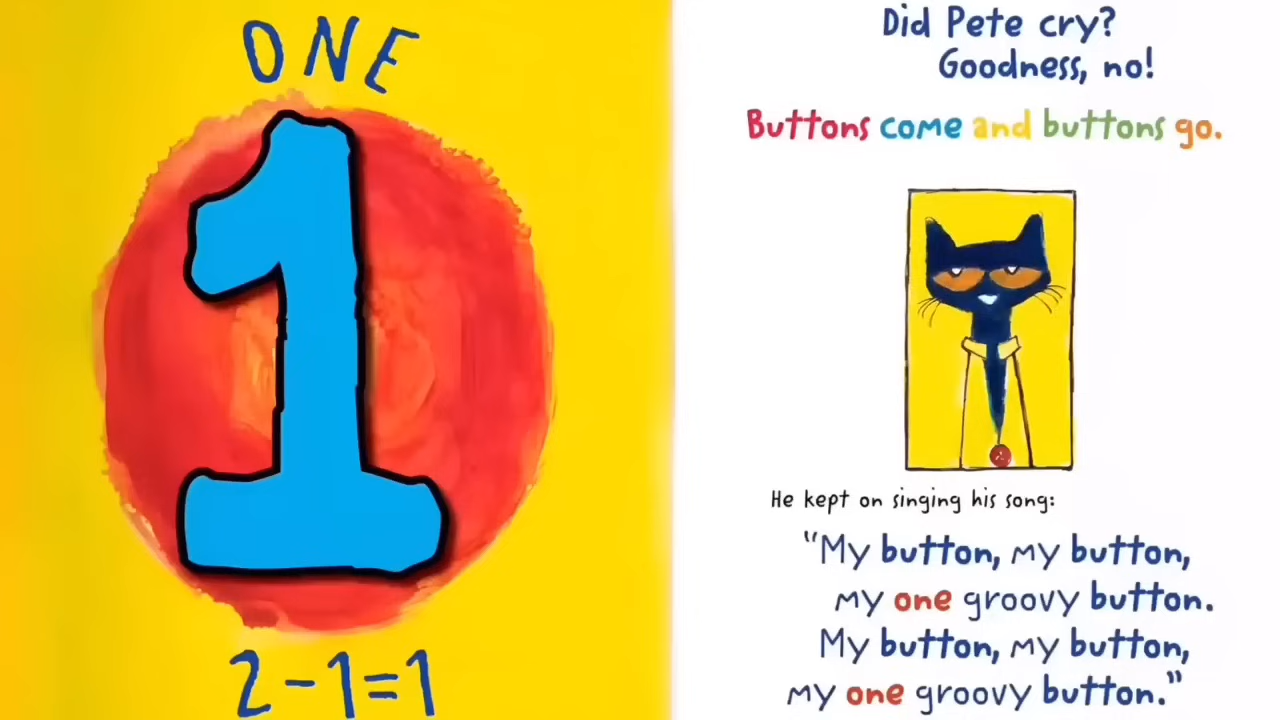 ONE
1
2-1=1
Did Pete cry?
Goodness, no!
Buttons come and buttons go.
He kept on singing his song:
“My button, my button,
my one groovy button.
My button, my button,
my one groovy button.”